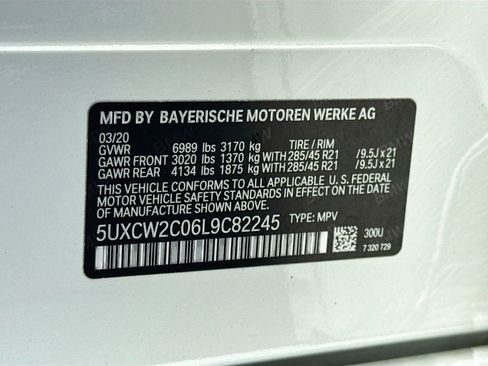 MFD BY BAYERISCHE MOTOREN WERKE AG
03/20
GVWR 6989 lbs 3170 kg TIRE / RIM
GAWR FRONT 3020 lbs 1370 kg WITH 285/45 R21 / 9.5J x 21
GAWR REAR 4134 lbs 1875 kg WITH 285/45 R21 / 9.5J x 21
THIS VEHICLE CONFORMS TO ALL APPLICABLE U. S. FEDERAL
MOTOR VEHICLE SAFETY STANDARDS IN EFFECT ON THE DATE
OF MANUFACTURE SHOWN ABOVE.
5UXCW2C06L9C82245 TYPE: MPV
300U
7 320 729